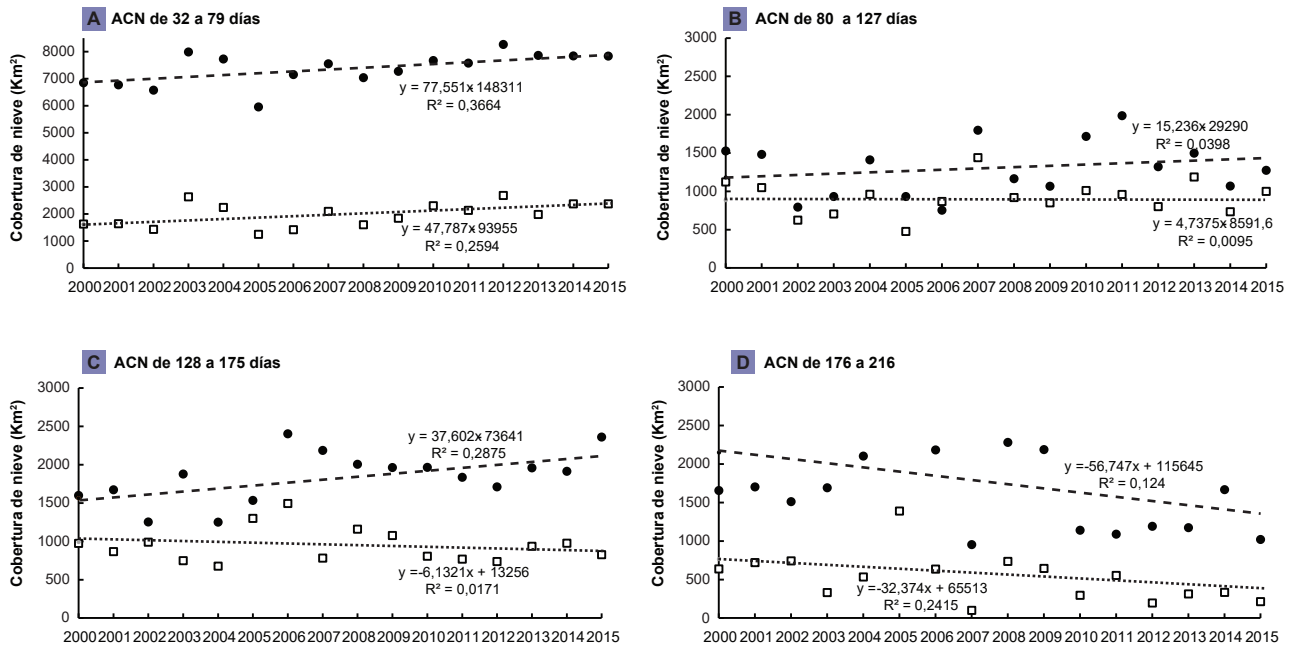 A ACN de 32 a 79 días
Cobertura de nieve (Km²)
8000
7000
6000
5000
4000
3000
2000
1000
0
y = 77,551x-148311
R² = 0,3664
y = 47,787x-93955
R² = 0,2594
2000 2001 2002 2003 2004 2005 2006 2007 2008 2009 2010 2011 2012 2013 2014 2015
B ACN de 80 a 127 días
Cobertura de nieve (Km²)
3000
2500
2000
1500
1000
500
0
y = 15,236x-29290
R² = 0,0398
y = 4,7375x-8591,6
R² = 0,0095
2000 2001 2002 2003 2004 2005 2006 2007 2008 2009 2010 2011 2012 2013 2014 2015
C ACN de 128 a 175 días
Cobertura de nieve (Km²)
3000
2500
2000
1500
1000
500
0
y = 37,602x-73641
R² = 0,2875
y =-6,1321x + 13256
R² = 0,0171
2000 2001 2002 2003 2004 2005 2006 2007 2008 2009 2010 2011 2012 2013 2014 2015
D ACN de 176 a 216
Cobertura de nieve (Km²)
3000
2500
2000
1500
1000
500
0
y =-56,747x + 115645
R² = 0,124
y =-32,374x + 65513
R² = 0,2415
2000 2001 2002 2003 2004 2005 2006 2007 2008 2009 2010 2011 2012 2013 2014 2015